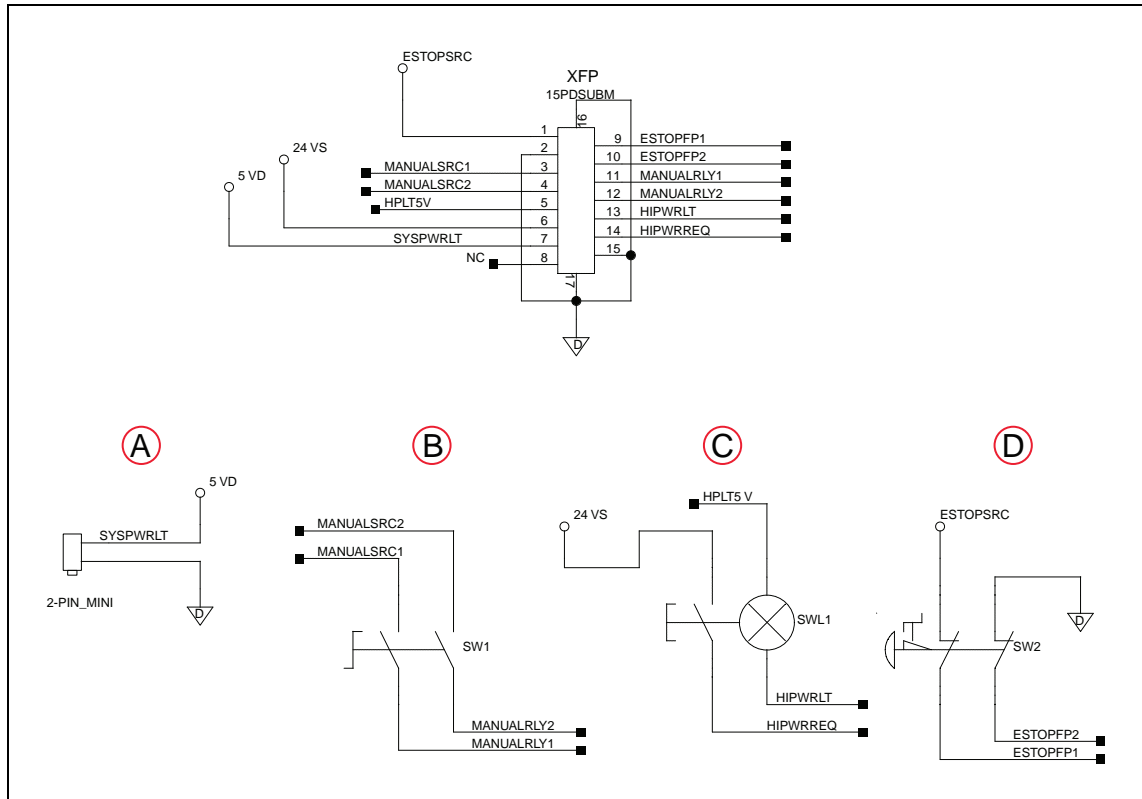 ESTOPSRC
XFP
15PDSUBM
16
24 VS
5 VD
1
2
MANUALSRC1 3
MANUALSRC2 4
HPLT5V 5
6
SYSPWRLT 7
NC 8
9 ESTOPFP1
10 ESTOPFP2
11 MANUALRLY1
12 MANUALRLY2
13 HIPWRLT
14 HIPWRREQ
15
17
D
A
5 VD
SYSPWRLT
2-PIN_MINI
D
B
MANUALSRC2
MANUALSRC1
SW1
MANUALRLY2
MANUALRLY1
C
HPLT5 V
24 VS
SWL1
HIPWRLT
HIPWRREQ
D
ESTOPSRC
D
SW2
ESTOPFP2
ESTOPFP1